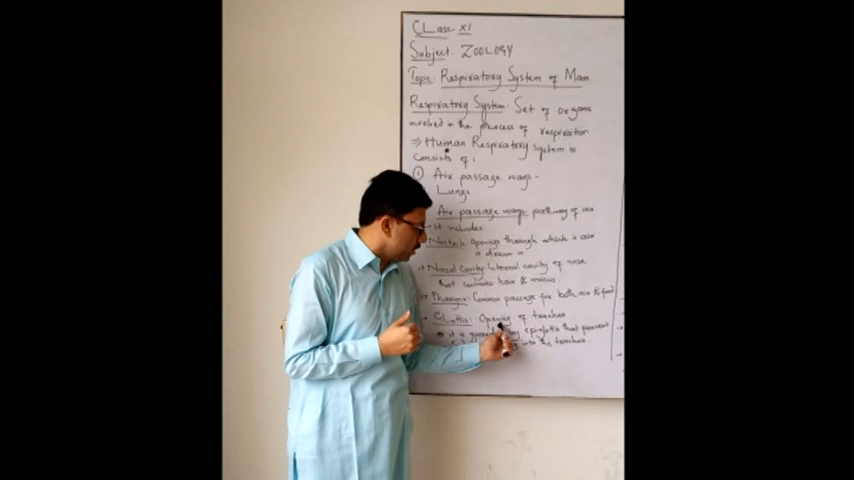 CLass XI
Subject: ZOOLOGY
Topic: Respiratory System of Man
Respiratory System: Set of organs
involved in the process of respiration
⇒ Human Respiratory system is
consists of:
① Air passage ways -
Lungs
Air passage ways: pathway of air
It includes
Nostril: opening through which is air
is drawn in
Nasal Cavity: Internal cavity of nose
that contains hair & mucus
Pharynx: Common passage for both air & food
GLottis: Opening of trachea
it is epiglottis that prevent
into the trachea